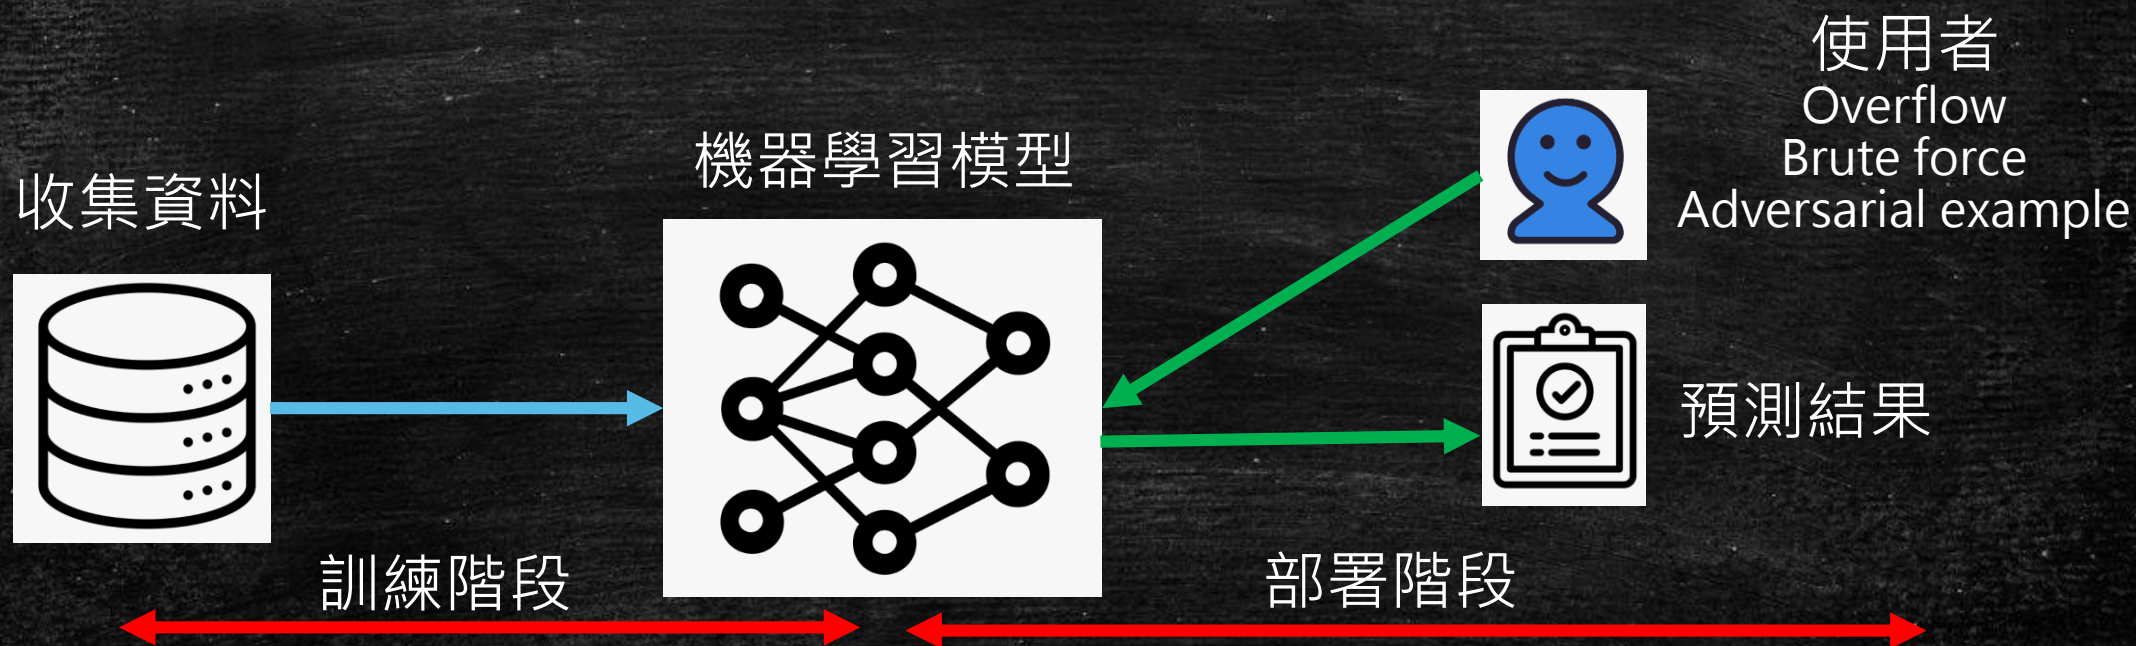 收集資料
機器學習模型
使用者
Overflow
Brute force
Adversarial example
預測結果
訓練階段
部署階段